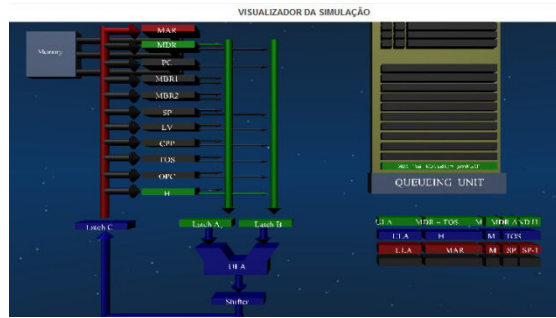 VISUALIZADOR DA SIMULAÇÃO
Memory
MAR
MDR
PC
MBR1
MBR2
SP
LV
CPP
TOS
OPC
H
Latch C
Latch A
Latch B
ULA
Shifter
QUEUEING UNIT
ULA MDR - TOS M MDR AND H
ULA H M TOS
ULA MAR M SP SP-1